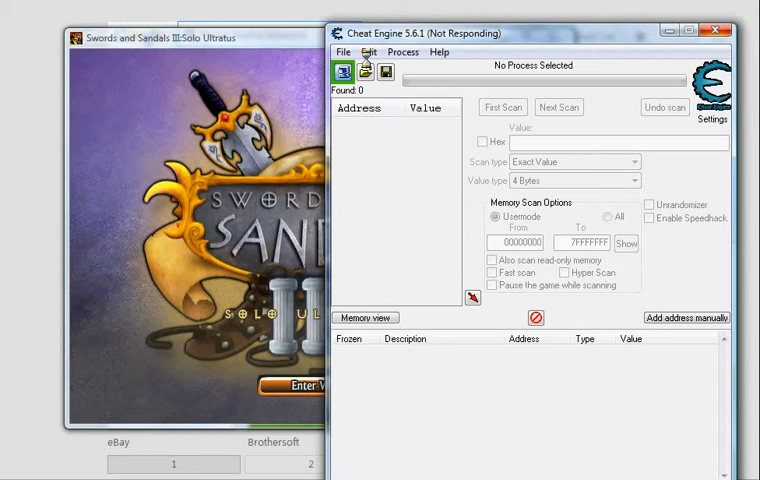 Swords and Sandals III:Solo Ultratus
Cheat Engine 5.6.1 (Not Responding)
File Edit Process Help
No Process Selected
Found: 0
Settings
Address Value
First Scan Next Scan Undo scan
Value:
Hex
Scan type Exact Value
Value type 4 Bytes
Memory Scan Options
Usermode All
From To
00000000 7FFFFFFF Show
Unrandomizer
Enable Speedhack
Also scan read-only memory
Fast scan Hyper Scan
Pause the game while scanning
Memory view Add address manually
Frozen Description Address Type Value
SWORD
SAND
III
SOLO UL
Enter
eBay Brothersoft
1 2